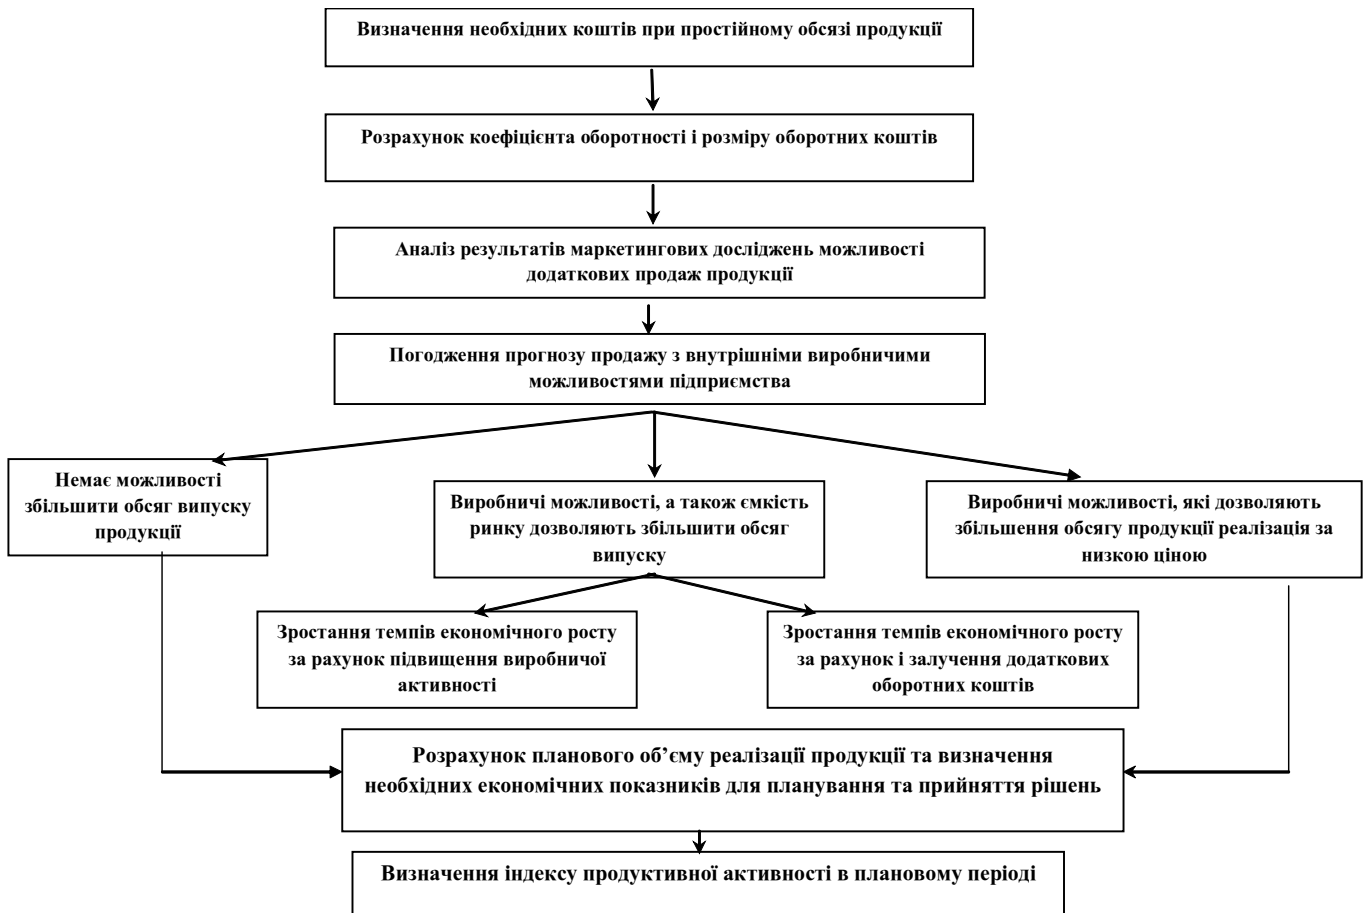 Визначення необхідних коштів при простійному обсязі продукції
Розрахунок коефіцієнта оборотності і розміру оборотних коштів
Аналіз результатів маркетингових досліджень можливості
додаткових продаж продукції
Погодження прогнозу продажу з внутрішніми виробничими
можливостями підприємства
Немає можливості
збільшити обсяг випуску
продукції
Виробничі можливості, а також ємкість
ринку дозволяють збільшити обсяг
випуску
Виробничі можливості, які дозволяють
збільшення обсягу продукції реалізація за
низкою ціною
Зростання темпів економічного росту
за рахунок підвищення виробничої
активності
Зростання темпів економічного росту
за рахунок і залучення додаткових
оборотних коштів
Розрахунок планового об’єму реалізації продукції та визначення
необхідних економічних показників для планування та прийняття рішень
Визначення індексу продуктивної активності в плановому періоді